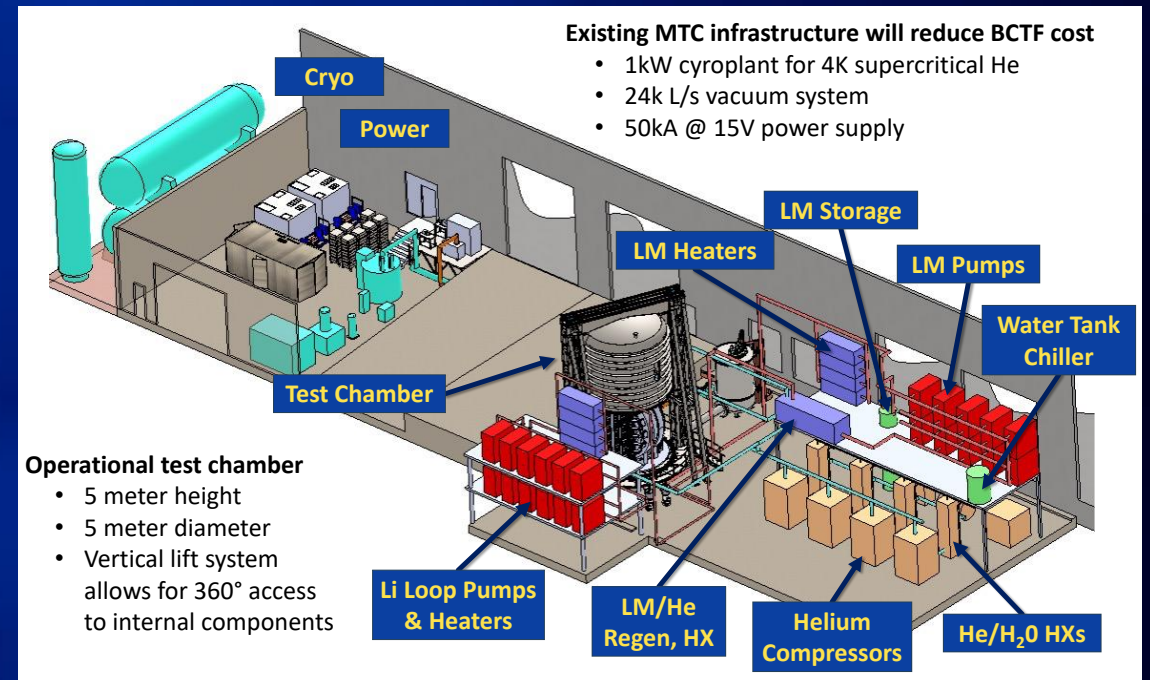 Existing MTC infrastructure will reduce BCTF cost
• 1kW cyroplant for 4K supercritical He
• 24k L/s vacuum system
• 50kA @ 15V power supply
Cryo
Power
LM Storage
LM Heaters
LM Pumps
Water Tank
Chiller
Test Chamber
Operational test chamber
• 5 meter height
• 5 meter diameter
• Vertical lift system
allows for 360° access
to internal components
Li Loop Pumps
& Heaters
LM/He
Regen, HX
Helium
Compressors
He/H₂0 HXs